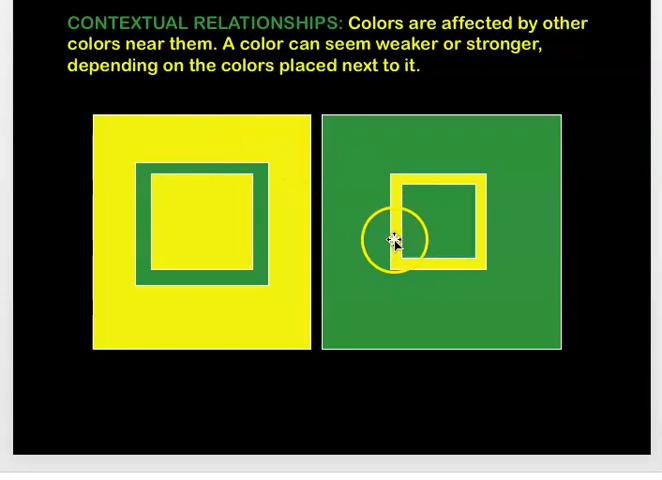 CONTEXTUAL RELATIONSHIPS: Colors are affected by other
colors near them. A color can seem weaker or stronger,
depending on the colors placed next to it.